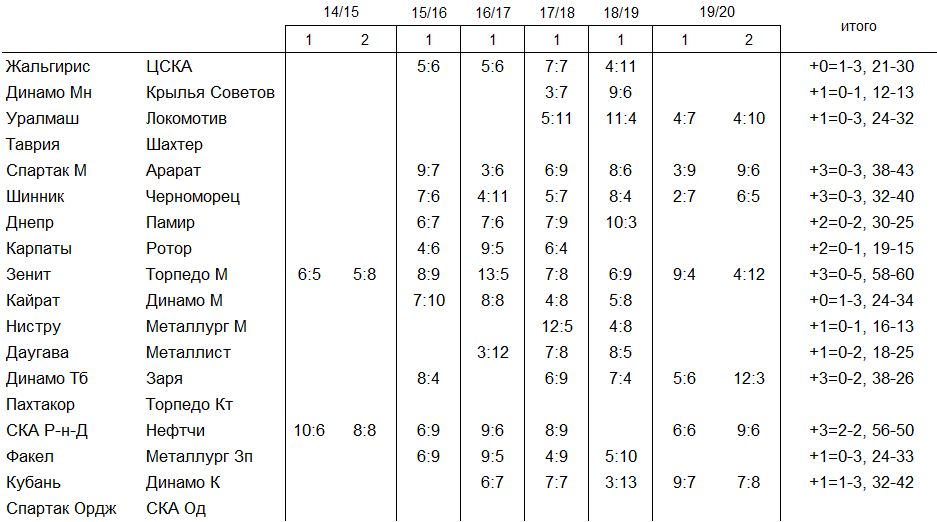 14/15 15/16 16/17 17/18 18/19 19/20 итого
1 2 1 1 1 1 1 2
Жальгирис ЦСКА 5:6 5:6 7:7 4:11 +0=1-3, 21-30
Динамо Мн Крылья Советов 3:7 9:6 +1=0-1, 12-13
Уралмаш Локомотив 5:11 11:4 4:7 4:10 +1=0-3, 24-32
Таврия Шахтер
Спартак М Арарат 9:7 3:6 6:9 8:6 3:9 9:6 +3=0-3, 38-43
Шинник Черноморец 7:6 4:11 5:7 8:4 2:7 6:5 +3=0-3, 32-40
Днепр Памир 6:7 7:6 7:9 10:3 +2=0-2, 30-25
Карпаты Ротор 4:6 9:5 6:4 +2=0-1, 19-15
Зенит Торпедо М 6:5 5:8 8:9 13:5 7:8 6:9 9:4 4:12 +3=0-5, 58-60
Кайрат Динамо М 7:10 8:8 4:8 5:8 +0=1-3, 24-34
Нистру Металлург М 12:5 4:8 +1=0-1, 16-13
Даугава Металлист 3:12 7:8 8:5 +1=0-2, 18-25
Динамо Тб Заря 8:4 6:9 7:4 5:6 12:3 +3=0-2, 38-26
Пахтакор Торпедо Кт
СКА Р-н-Д Нефтчи 10:6 8:8 6:9 9:6 8:9 6:6 9:6 +3=2-2, 56-50
Факел Металлург Зп 6:9 9:5 4:9 5:10 +1=0-3, 24-33
Кубань Динамо К 6:7 7:7 3:13 9:7 7:8 +1=1-3, 32-42
Спартак Ордж СКА Од